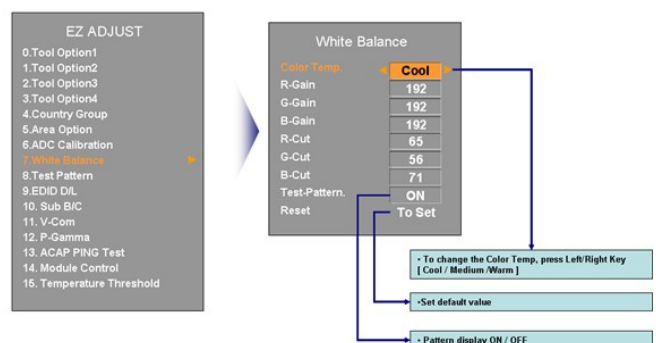 EZ ADJUST
0.Tool Option1
1.Tool Option2
2.Tool Option3
3.Tool Option4
4.Country Group
5.Area Option
6.ADC Calibration
7.White Balance
8.Test Pattern
9.EDID D/L
10. Sub B/C
11. V-Com
12. P-Gamma
13. ACAP PING Test
14. Module Control
15. Temperature Threshold
White Balance
Color Temp. Cool
R-Gain 192
G-Gain 192
B-Gain 192
R-Cut 65
G-Cut 56
B-Cut 71
Test-Pattern. ON
Reset To Set
• To change the Color Temp, press Left/Right Key
[ Cool / Medium /Warm ]
•Set default value
• Pattern display ON / OFF